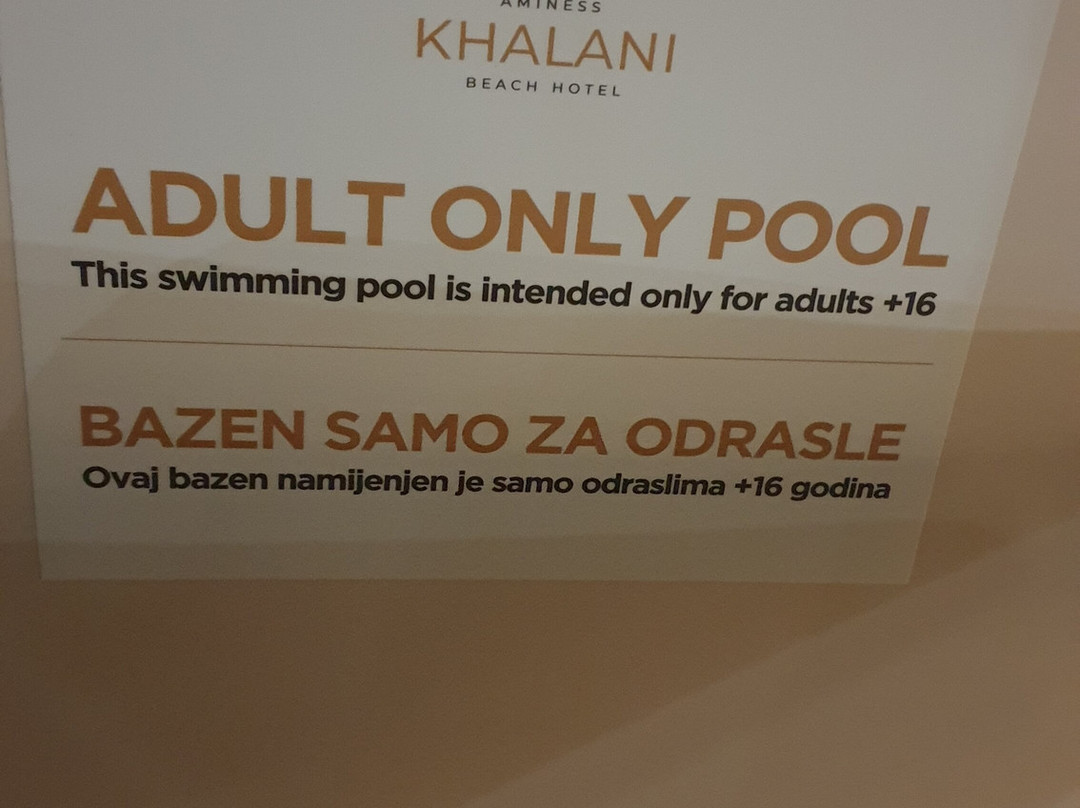 AMINESS
KHALANI
BEACH HOTEL
ADULT ONLY POOL
This swimming pool is intended only for adults +16
BAZEN SAMO ZA ODRASLE
Ovaj bazen namijenjen je samo odraslima +16 godina